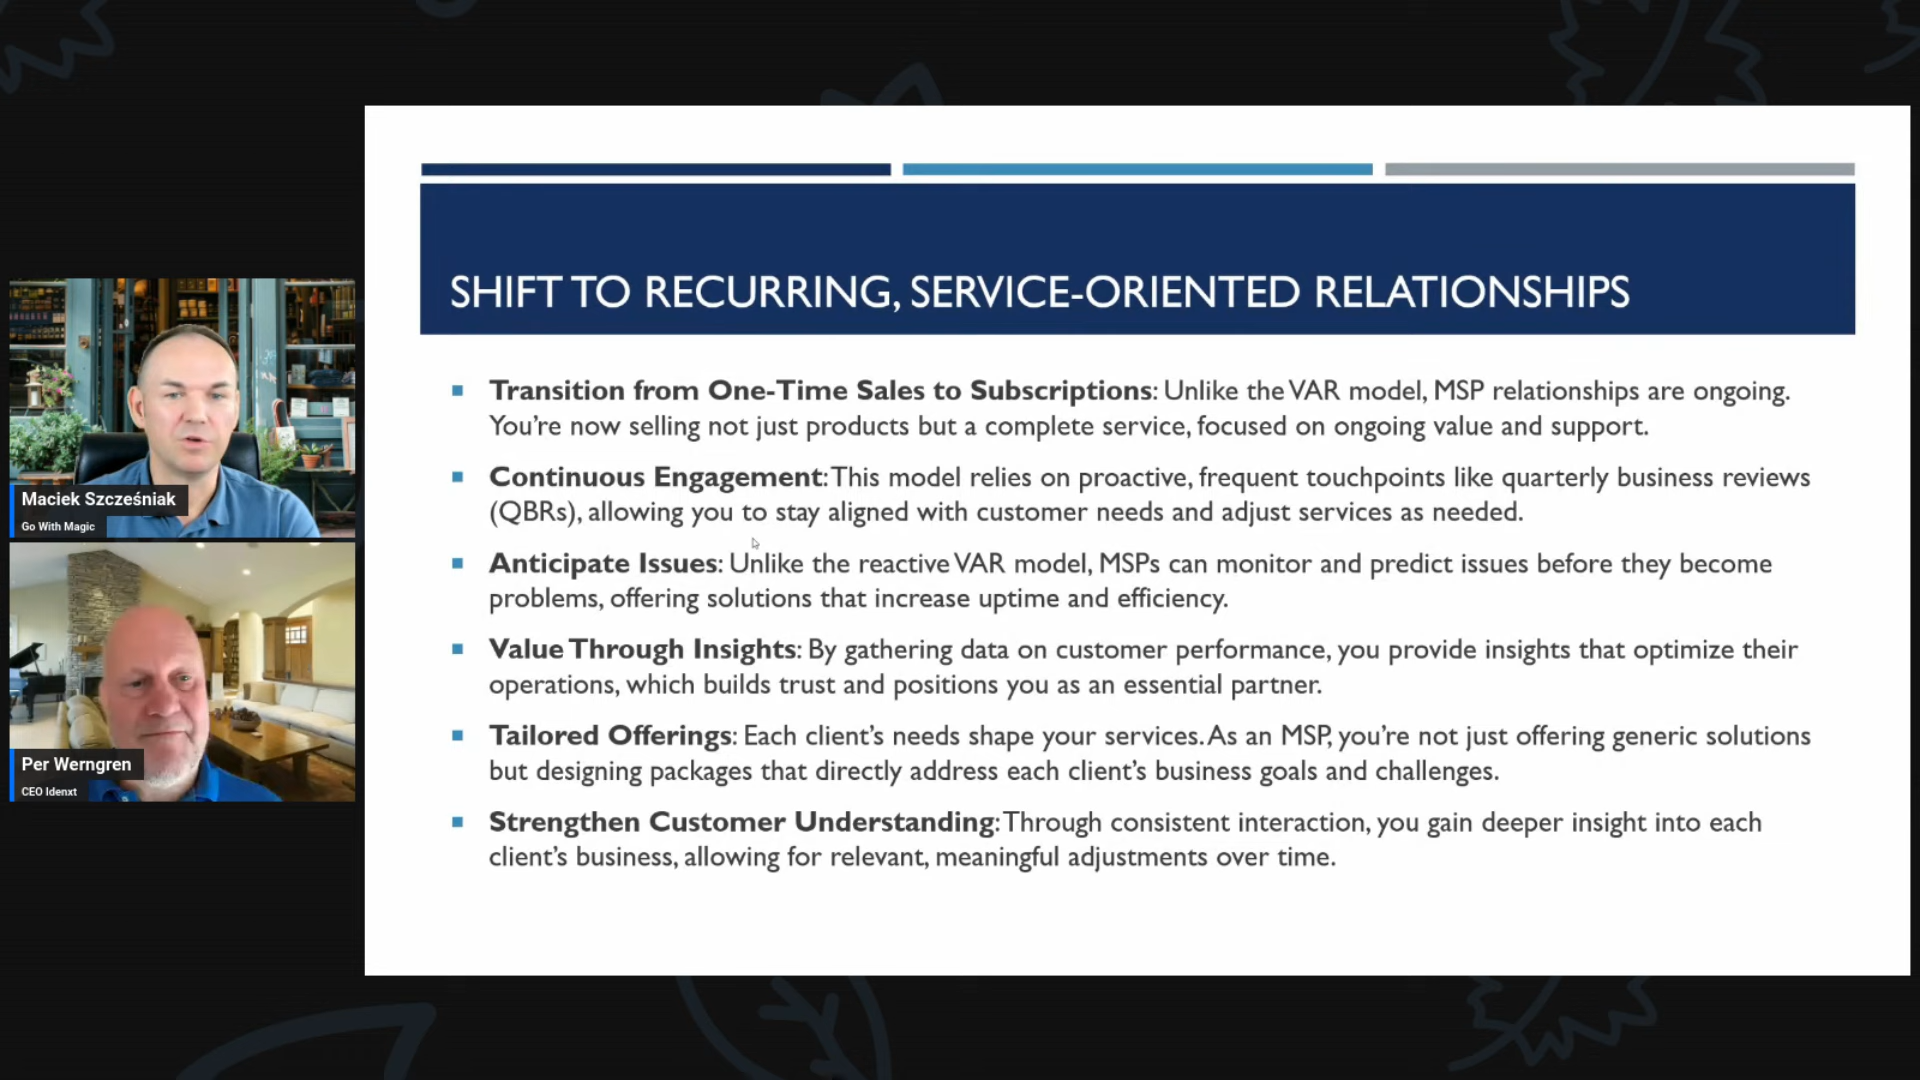 Maciek Szcześniak
Go With Magic
Per Werngren
CEO Idenxt
SHIFT TO RECURRING, SERVICE-ORIENTED RELATIONSHIPS
Transition from One-Time Sales to Subscriptions: Unlike the VAR model, MSP relationships are ongoing.
You’re now selling not just products but a complete service, focused on ongoing value and support.
Continuous Engagement: This model relies on proactive, frequent touchpoints like quarterly business reviews
(QBRs), allowing you to stay aligned with customer needs and adjust services as needed.
Anticipate Issues: Unlike the reactive VAR model, MSPs can monitor and predict issues before they become
problems, offering solutions that increase uptime and efficiency.
Value Through Insights: By gathering data on customer performance, you provide insights that optimize their
operations, which builds trust and positions you as an essential partner.
Tailored Offerings: Each client’s needs shape your services. As an MSP, you’re not just offering generic solutions
but designing packages that directly address each client’s business goals and challenges.
Strengthen Customer Understanding: Through consistent interaction, you gain deeper insight into each
client’s business, allowing for relevant, meaningful adjustments over time.